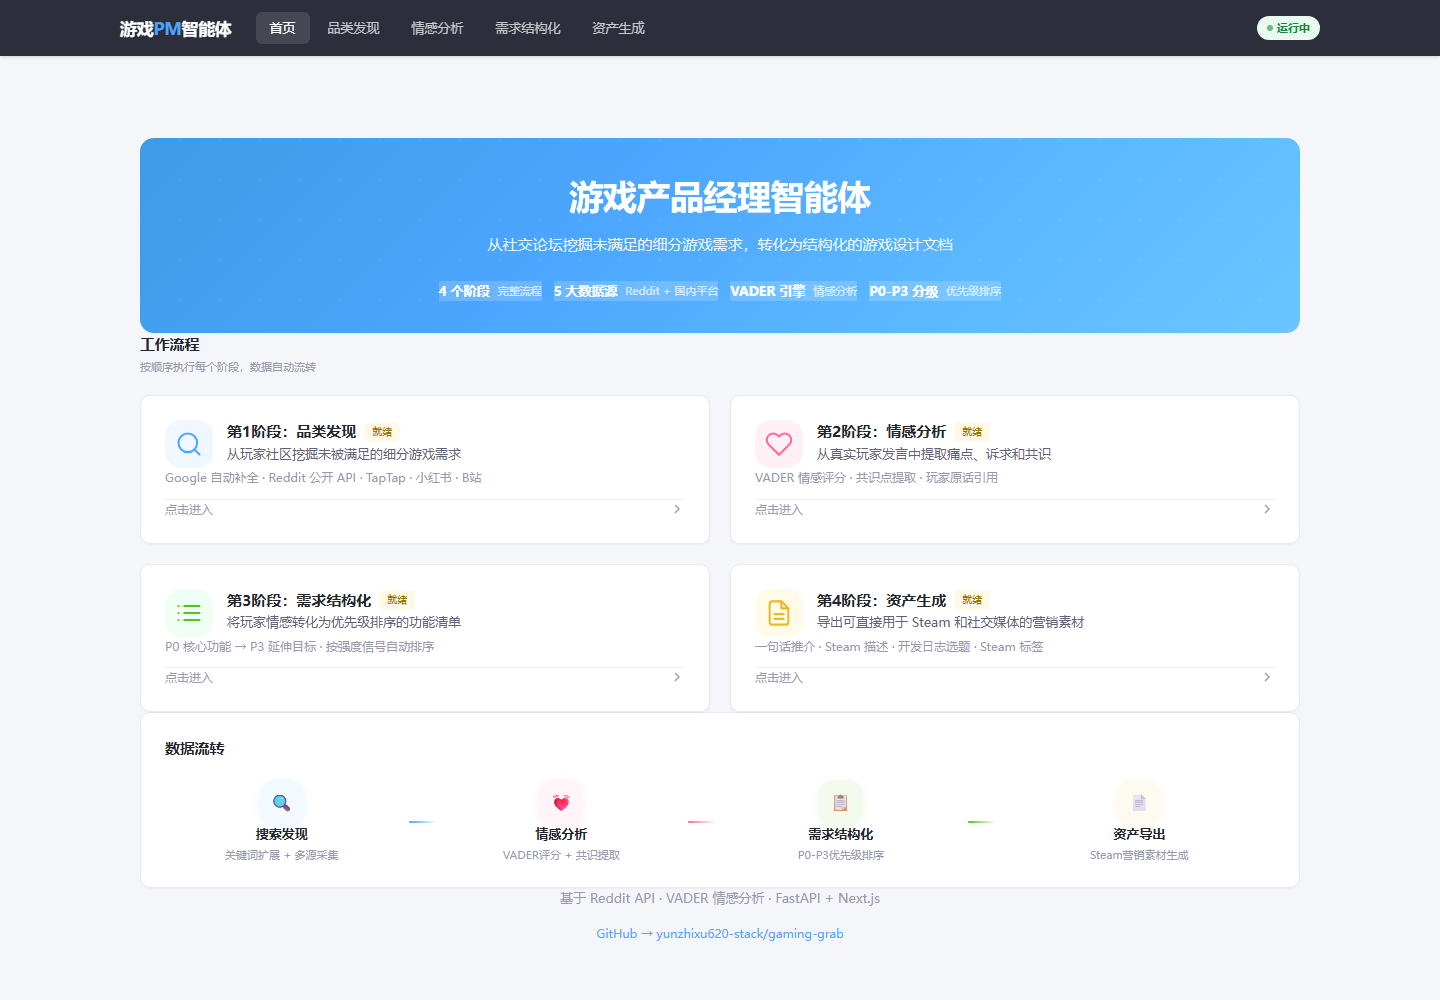 游戏PM智能体 首页 品类发现 情感分析 需求结构化 资产生成 运行中
游戏产品经理智能体
从社交论坛挖掘未满足的细分游戏需求，转化为结构化的游戏设计文档
4 个阶段 完整流程 5 大数据源 Reddit + 国内平台 VADER 引擎 情感分析 P0-P3 分级 优先级排序
工作流程
按顺序执行每个阶段，数据自动流转
第1阶段：品类发现 就绪
从玩家社区挖掘未被满足的细分游戏需求
Google 自动补全 · Reddit 公开 API · TapTap · 小红书 · B站
点击进入
第2阶段：情感分析 就绪
从真实玩家发言中提取痛点、诉求和共识
VADER 情感评分 · 共识点提取 · 玩家原话引用
点击进入
第3阶段：需求结构化 就绪
将玩家情感转化为优先级排序的功能清单
P0 核心功能 → P3 延伸目标 · 按强度信号自动排序
点击进入
第4阶段：资产生成 就绪
导出可直接用于 Steam 和社交媒体的营销素材
一句话推介 · Steam 描述 · 开发日志选题 · Steam 标签
点击进入
数据流转
搜索发现
关键词扩展 + 多源采集
情感分析
VADER评分 + 共识提取
需求结构化
P0-P3优先级排序
资产导出
Steam营销素材生成
基于 Reddit API · VADER 情感分析 · FastAPI + Next.js
GitHub → yunzhixu620-stack/gaming-grab